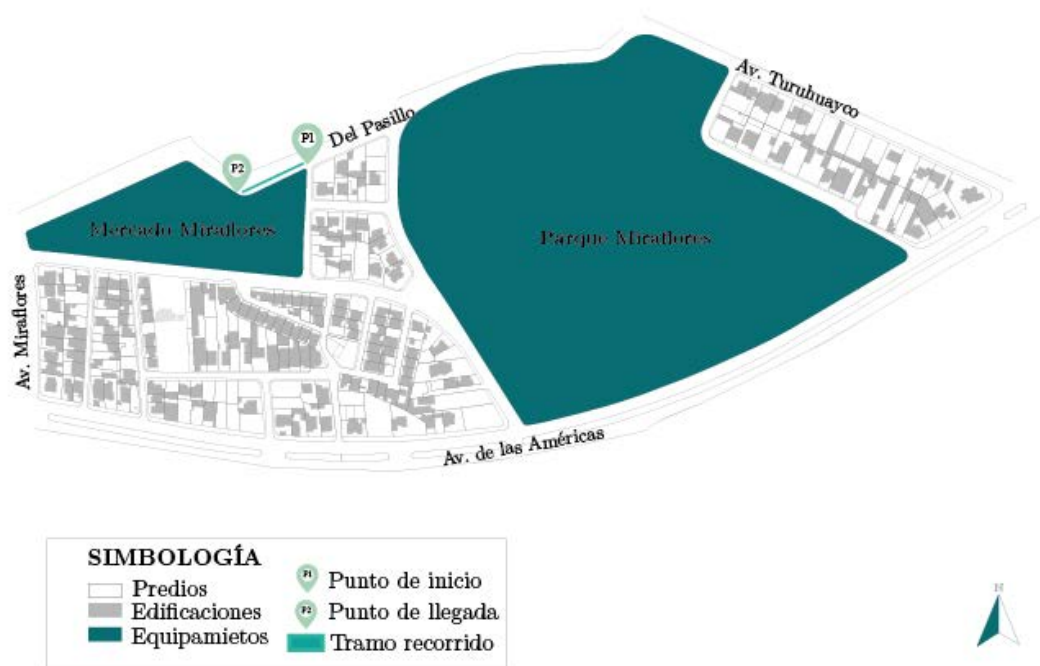 Av. Turuhuayco
P1
Del Pasillo
P2
Mercado Miraflores
Parque Miraflores
Av. Miraflores
Av. de las Américas
SIMBOLOGÍA
Predios
Edificaciones
Equipamietos
P1 Punto de inicio
P2 Punto de llegada
Tramo recorrido
N